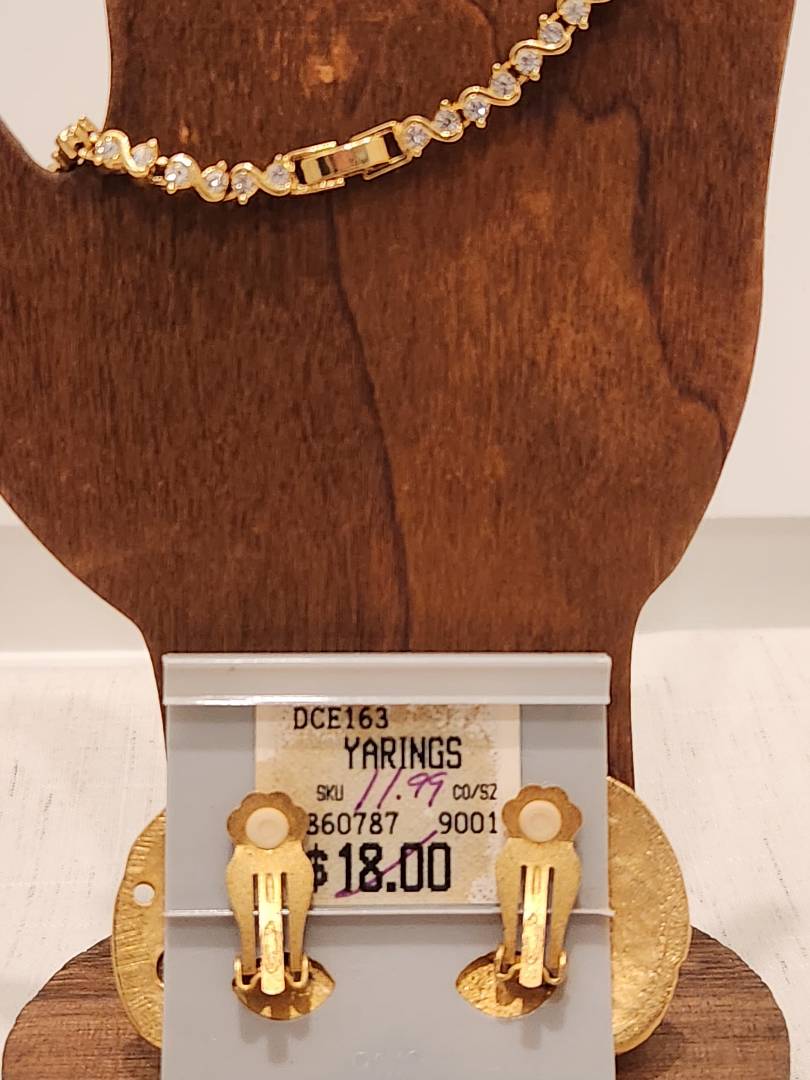 DCE163
YARINGS
SKU 11.99 CO/SZ
360787 9001
$18.00